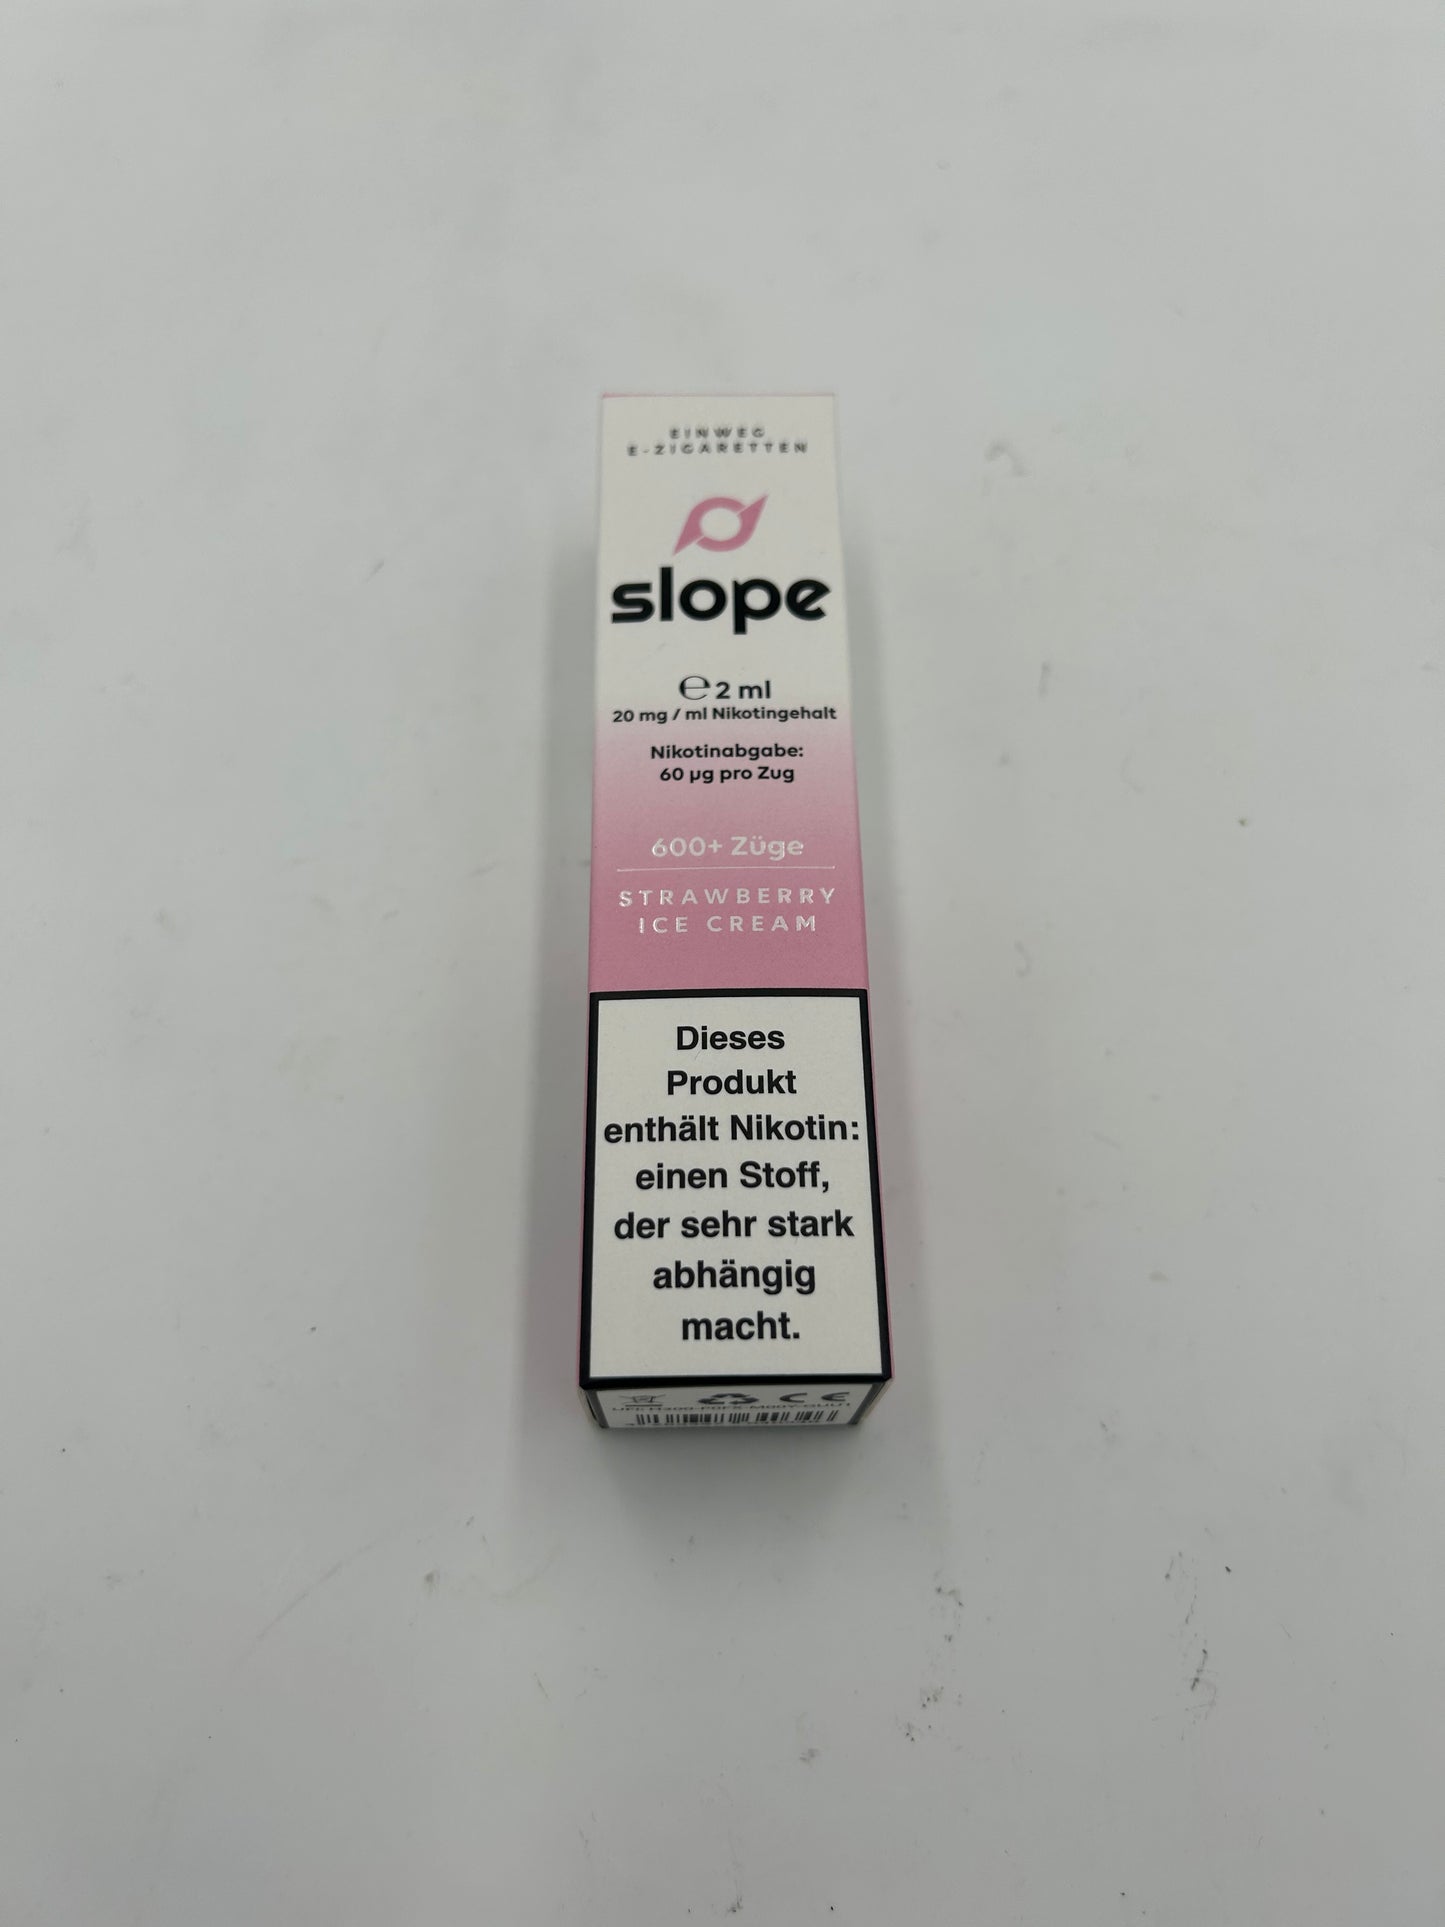 EINWEG
E-ZIGARETTEN
slope
℮ 2 ml
20 mg / ml Nikotingehalt
Nikotinabgabe:
60 µg pro Zug
600+ Züge
STRAWBERRY
ICE CREAM
Dieses
Produkt
enthält Nikotin:
einen Stoff,
der sehr stark
abhängig
macht.
CE